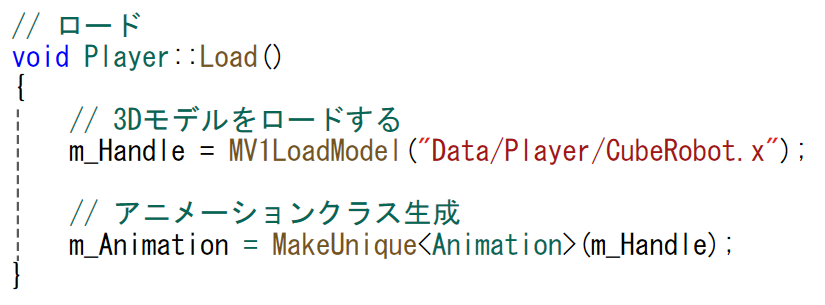 // ロード
void Player::Load()
{
// 3Dモデルをロードする
m_Handle = MV1LoadModel("Data/Player/CubeRobot.x");
// アニメーションクラス生成
m_Animation = MakeUnique<Animation>(m_Handle);
}